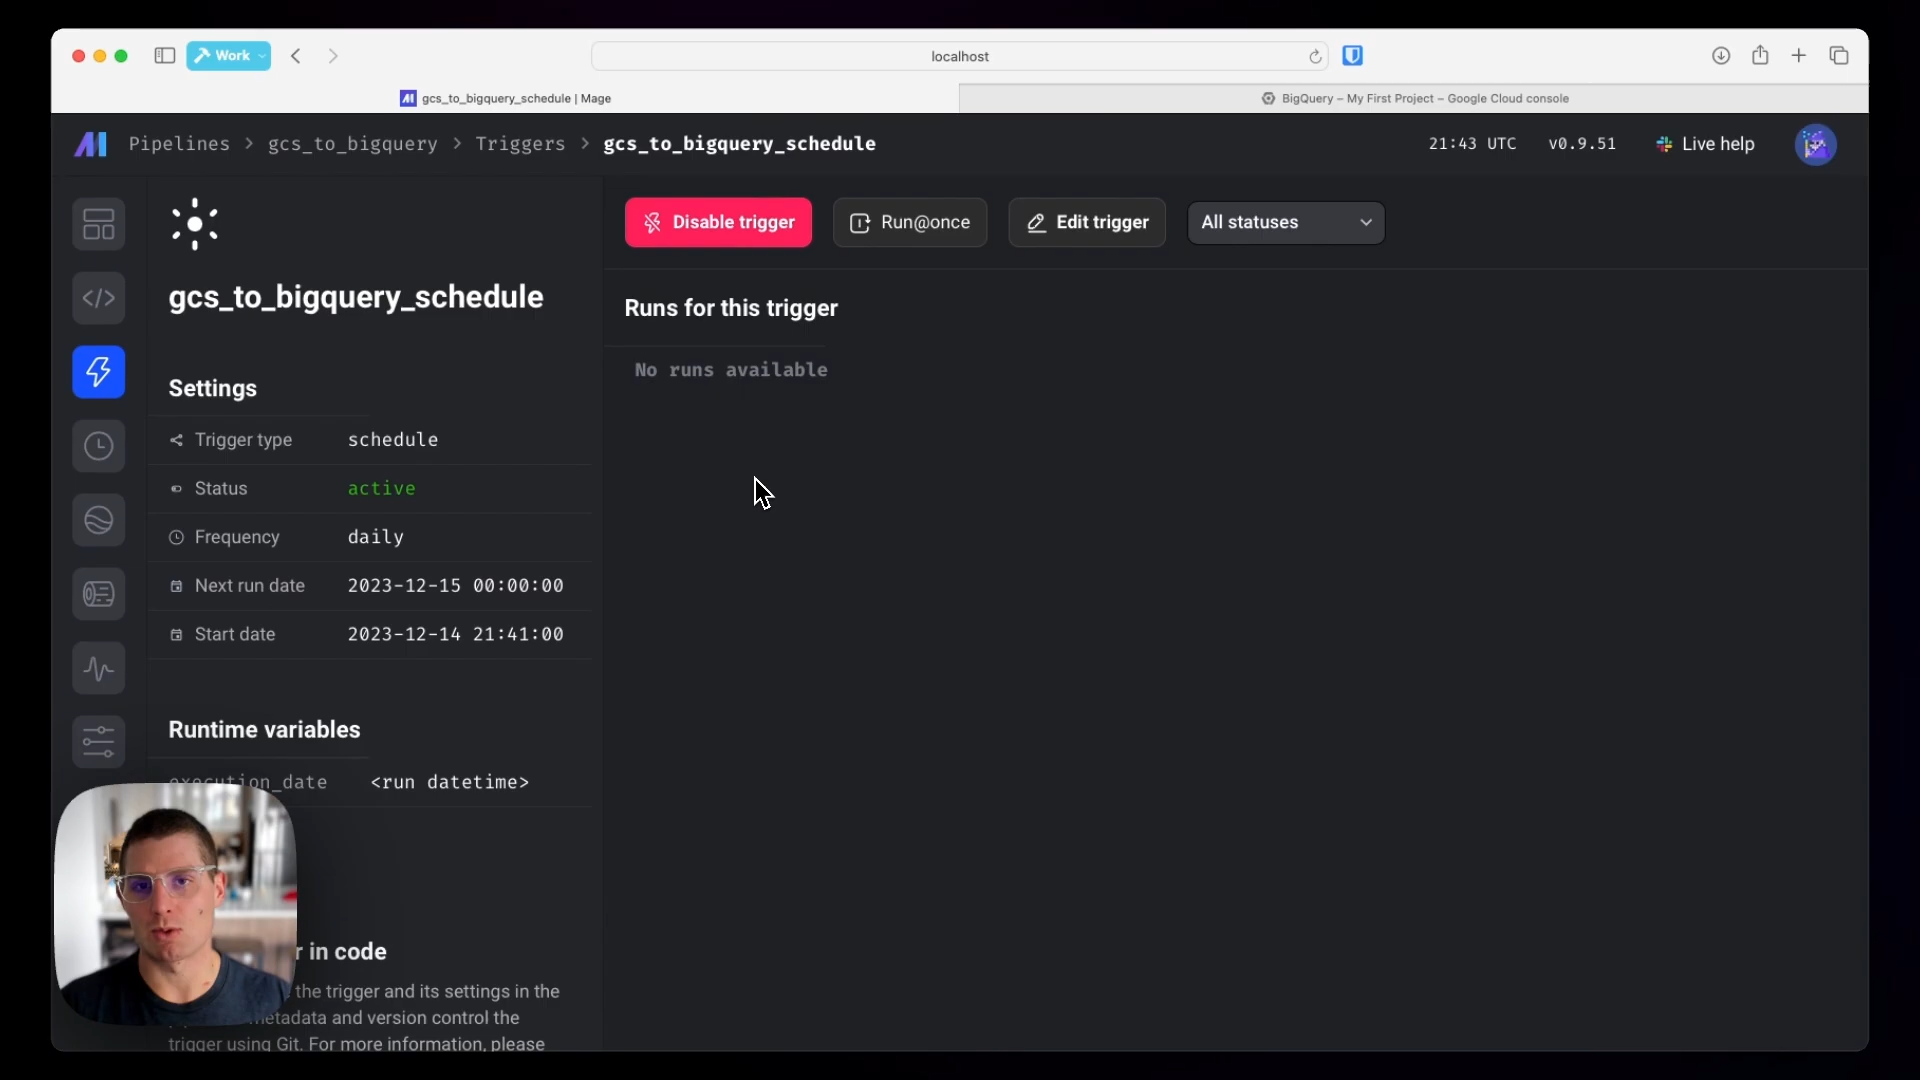 Work
localhost
gcs_to_bigquery_schedule | Mage
BigQuery – My First Project – Google Cloud console
Pipelines > gcs_to_bigquery > Triggers > gcs_to_bigquery_schedule
21:43 UTC
v0.9.51
Live help
Disable trigger
Run@once
Edit trigger
All statuses
gcs_to_bigquery_schedule
Runs for this trigger
No runs available
Settings
Trigger type schedule
Status active
Frequency daily
Next run date 2023-12-15 00:00:00
Start date 2023-12-14 21:41:00
Runtime variables
execution_date <run datetime>
r in code
the trigger and its settings in the
etadata and version control the
trigger using Git. For more information, please